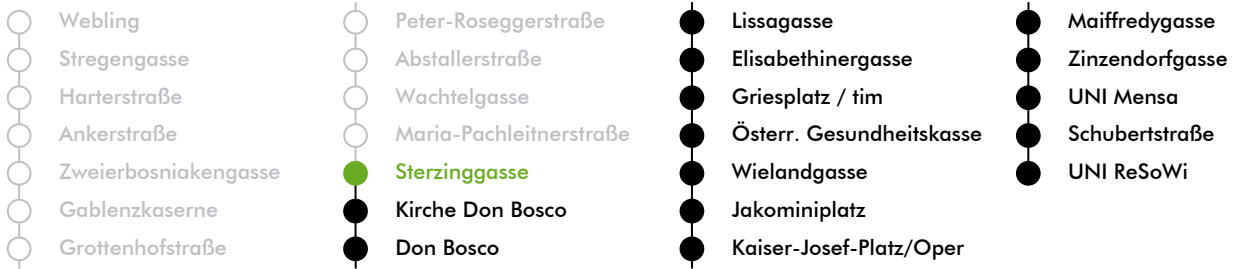 Webling
Stregengasse
Harterstraße
Ankerstraße
Zweierbosniakengasse
Gablenzkaserne
Grottenhofstraße
Peter-Roseggerstraße
Abstallerstraße
Wachtelgasse
Maria-Pachleitnerstraße
Sterzinggasse
Kirche Don Bosco
Don Bosco
Lissagasse
Elisabethinergasse
Griesplatz / tim
Österr. Gesundheitskasse
Wielandgasse
Jakominiplatz
Kaiser-Josef-Platz/Oper
Maiffredygasse
Zinzendorfgasse
UNI Mensa
Schubertstraße
UNI ReSoWi